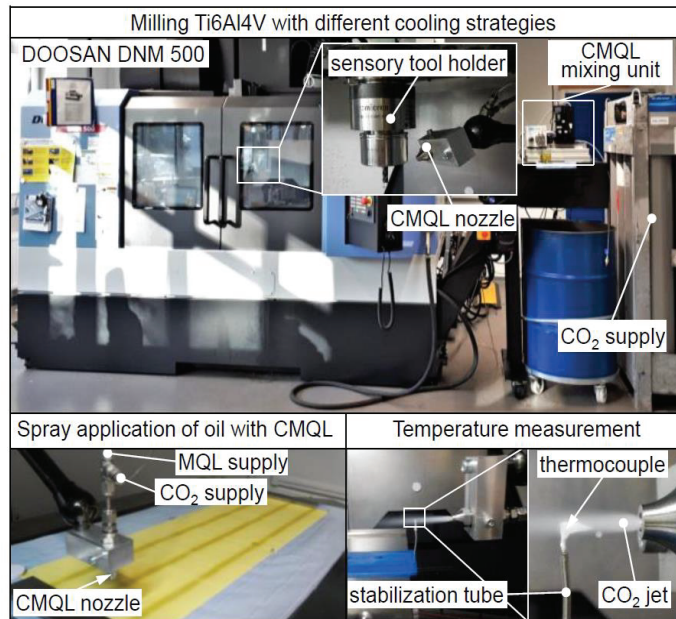 Milling Ti6Al4V with different cooling strategies
DOOSAN DNM 500
sensory tool holder
CMQL
mixing unit
CMQL nozzle
CO₂ supply
Spray application of oil with CMQL
MQL supply
CO₂ supply
CMQL nozzle
Temperature measurement
thermocouple
stabilization tube
CO₂ jet